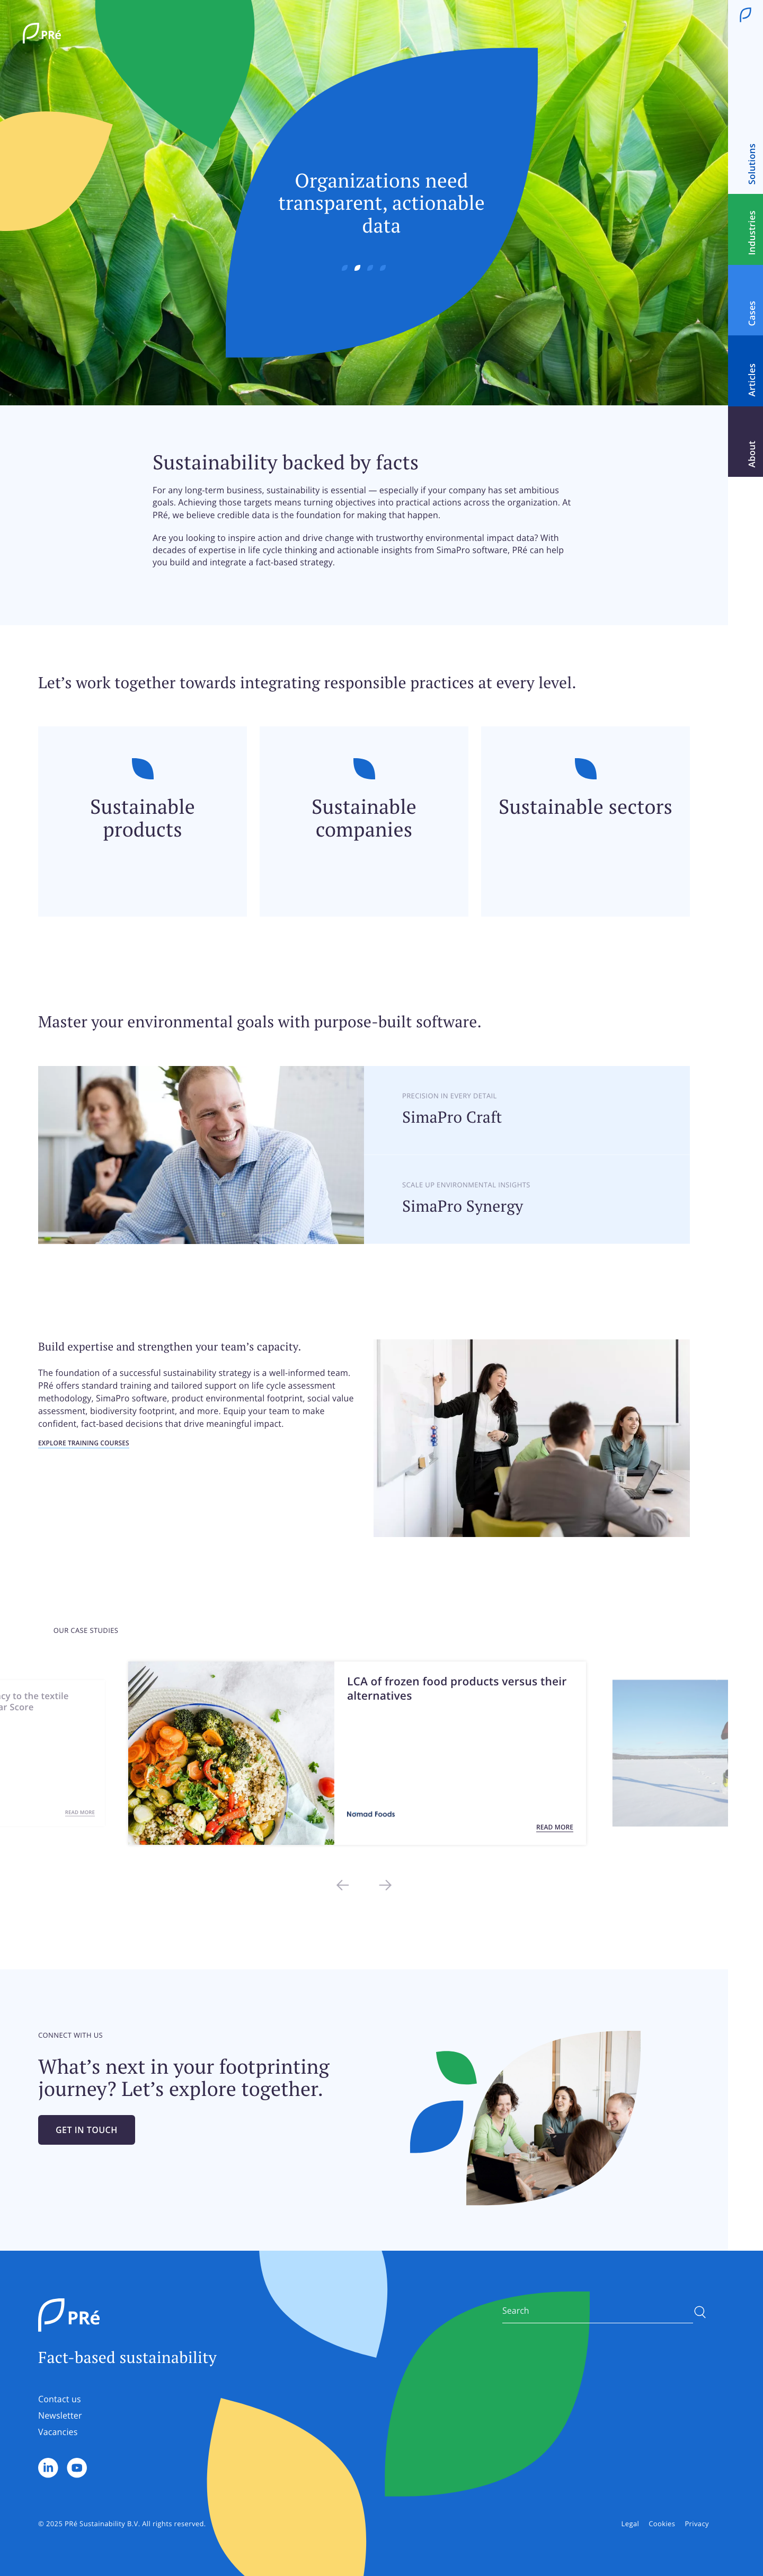 PRé
Solutions
Industries
Cases
Articles
About
Organizations need
transparent, actionable
data
Sustainability backed by facts
For any long-term business, sustainability is essential — especially if your company has set ambitious
goals. Achieving those targets means turning objectives into practical actions across the organization. At
PRé, we believe credible data is the foundation for making that happen.
Are you looking to inspire action and drive change with trustworthy environmental impact data? With
decades of expertise in life cycle thinking and actionable insights from SimaPro software, PRé can help
you build and integrate a fact-based strategy.
Let’s work together towards integrating responsible practices at every level.
Sustainable
products
Sustainable
companies
Sustainable sectors
Master your environmental goals with purpose-built software.
PRECISION IN EVERY DETAIL
SimaPro Craft
SCALE UP ENVIRONMENTAL INSIGHTS
SimaPro Synergy
Build expertise and strengthen your team’s capacity.
The foundation of a successful sustainability strategy is a well-informed team.
PRé offers standard training and tailored support on life cycle assessment
methodology, SimaPro software, product environmental footprint, social value
assessment, biodiversity footprint, and more. Equip your team to make
confident, fact-based decisions that drive meaningful impact.
EXPLORE TRAINING COURSES
OUR CASE STUDIES
cy to the textile
ar Score
READ MORE
LCA of frozen food products versus their
alternatives
Nomad Foods
READ MORE
CONNECT WITH US
What’s next in your footprinting
journey? Let’s explore together.
GET IN TOUCH
PRé
Search
Fact-based sustainability
Contact us
Newsletter
Vacancies
in
© 2025 PRé Sustainability B.V. All rights reserved.
Legal Cookies Privacy